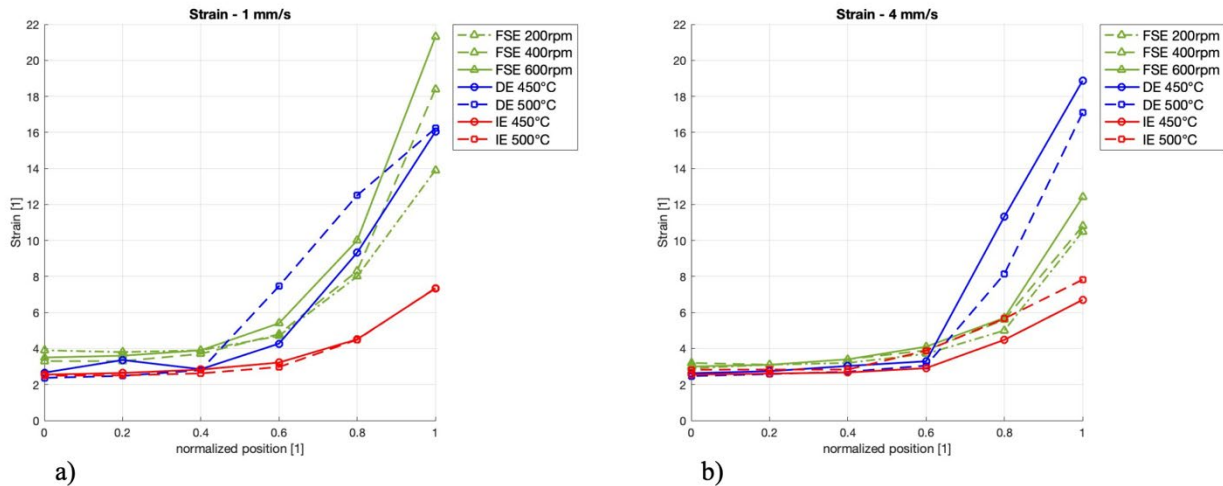 Strain - 1 mm/s
22
20
18
16
14
12
10
8
6
4
2
0
Strain [1]
0 0.2 0.4 0.6 0.8 1
normalized position [1]
FSE 200rpm
FSE 400rpm
FSE 600rpm
DE 450°C
DE 500°C
IE 450°C
IE 500°C
a)
Strain - 4 mm/s
22
20
18
16
14
12
10
8
6
4
2
0
Strain [1]
0 0.2 0.4 0.6 0.8 1
normalized position [1]
FSE 200rpm
FSE 400rpm
FSE 600rpm
DE 450°C
DE 500°C
IE 450°C
IE 500°C
b)